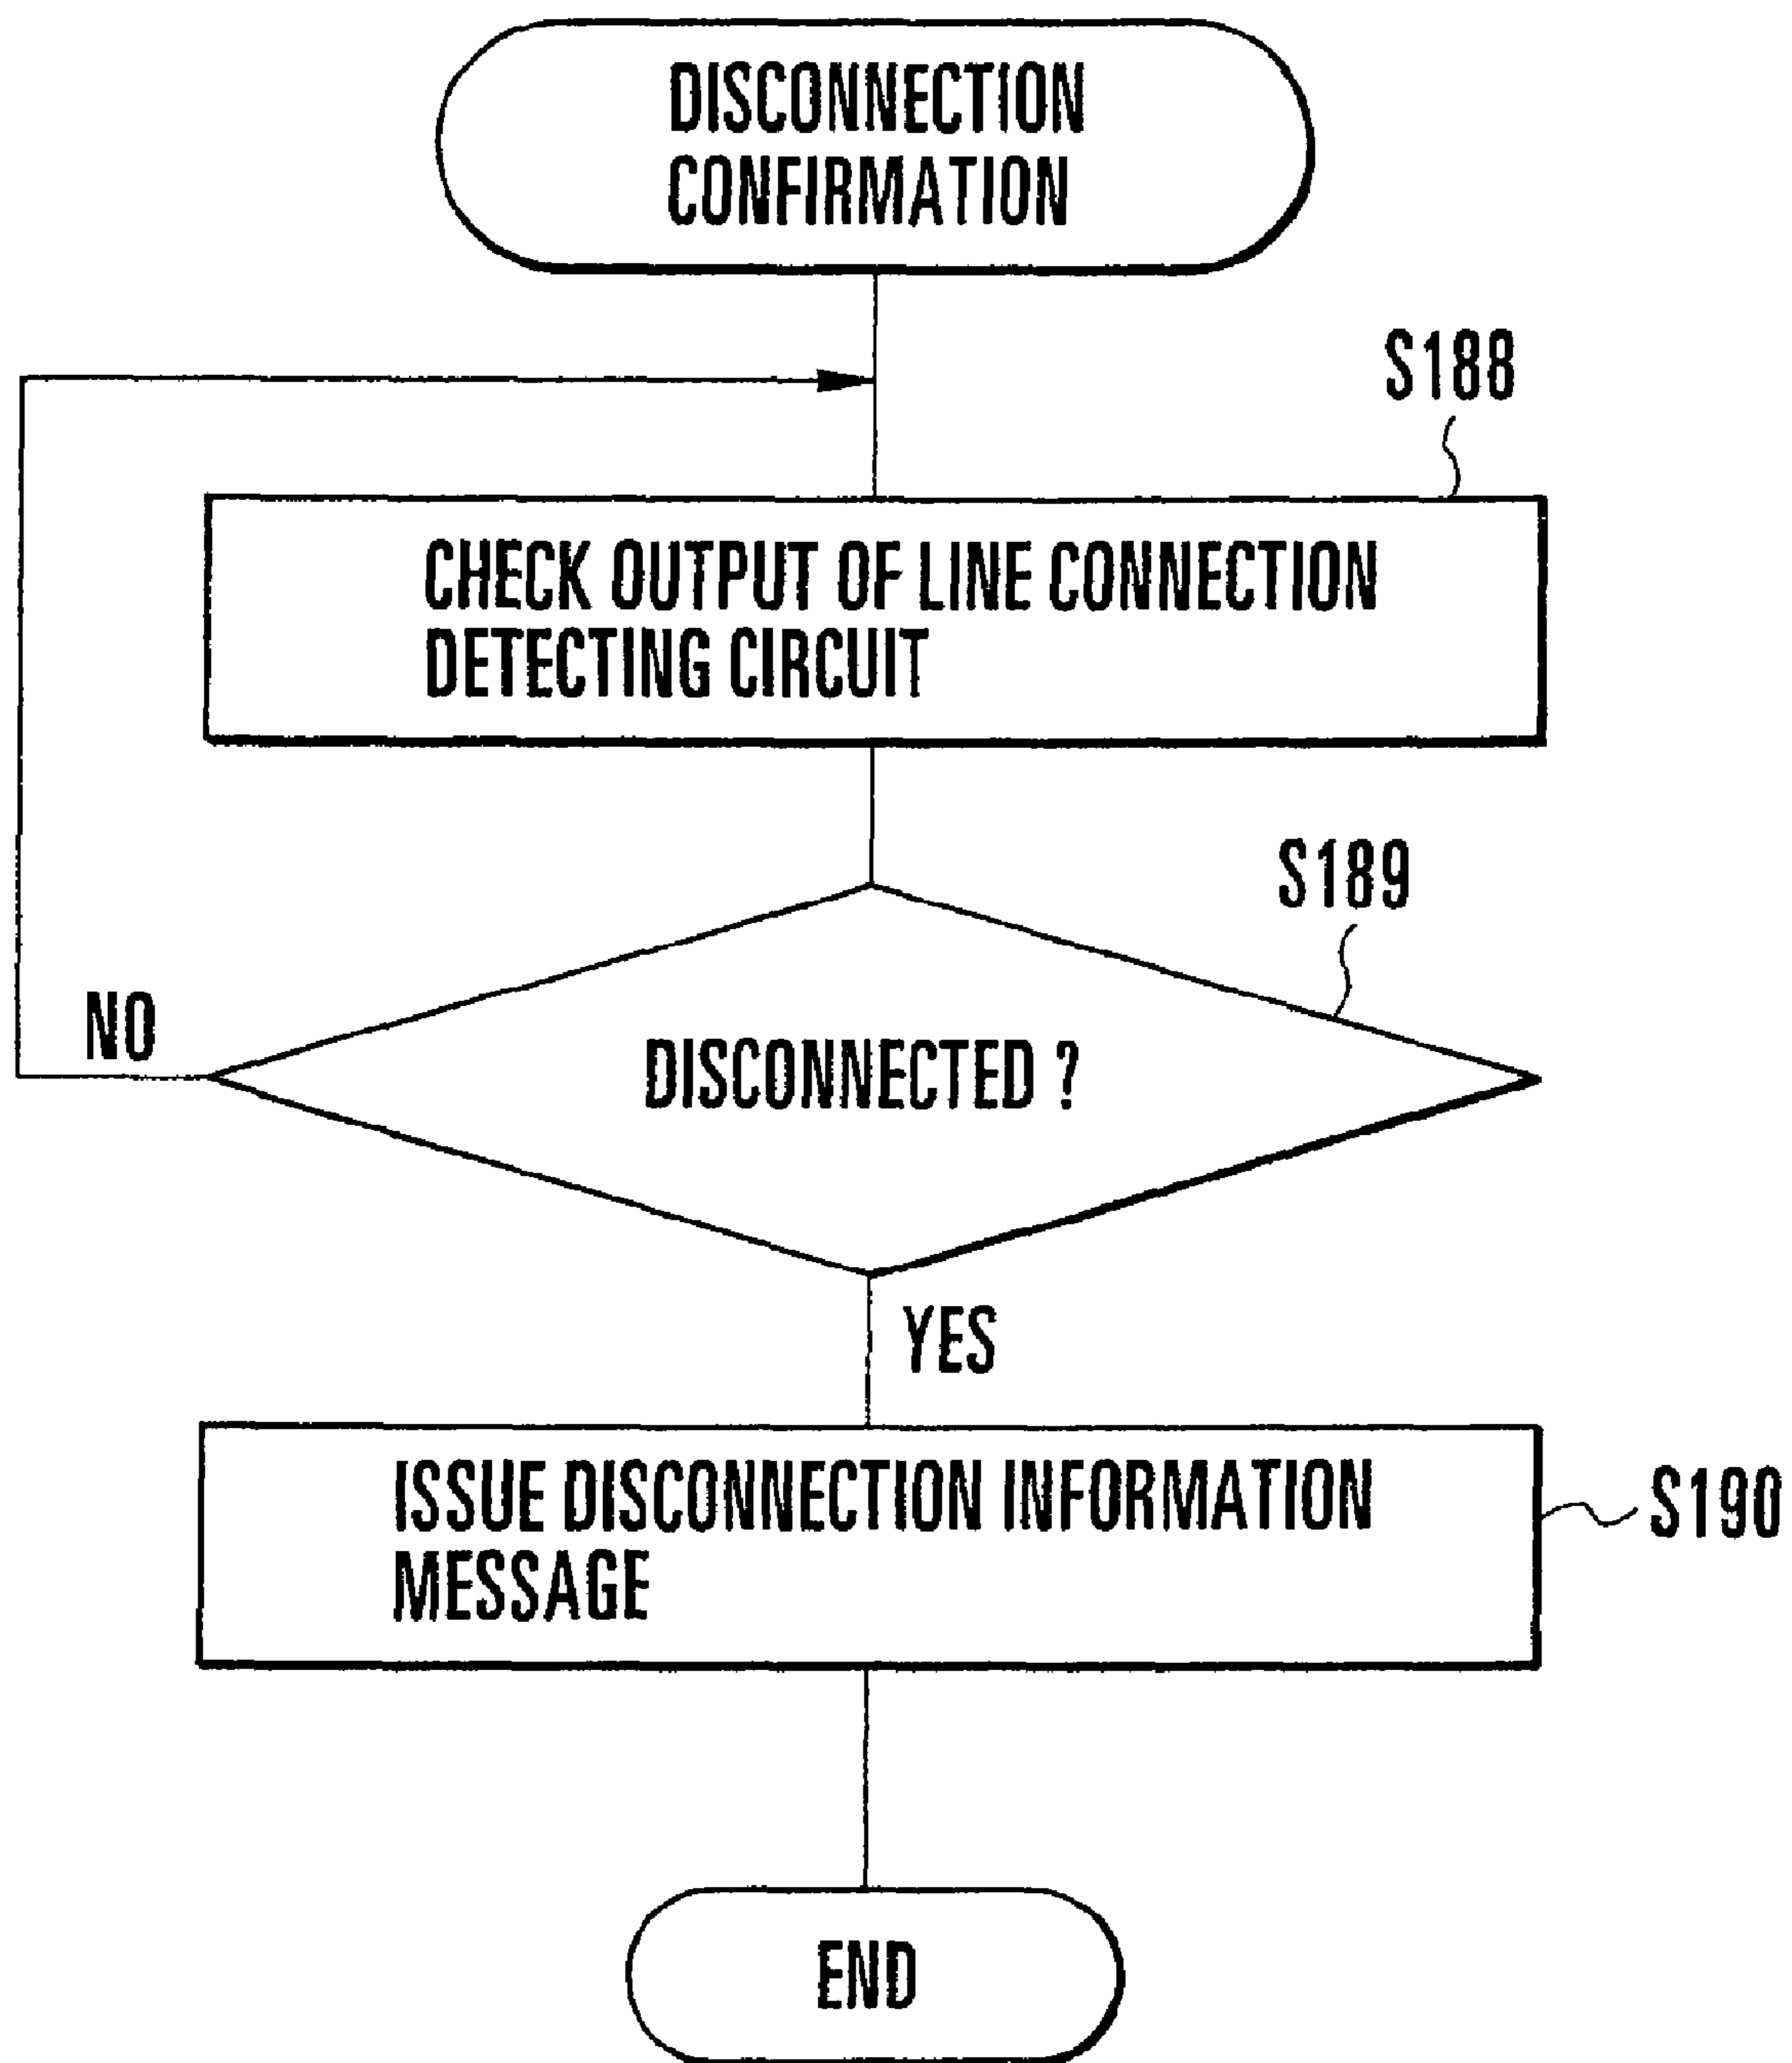 DISCONNECTION
CONFIRMATION
S188
CHECK OUTPUT OF LINE CONNECTION
DETECTING CIRCUIT
S189
NO
DISCONNECTED ?
YES
ISSUE DISCONNECTION INFORMATION
MESSAGE
S190
END